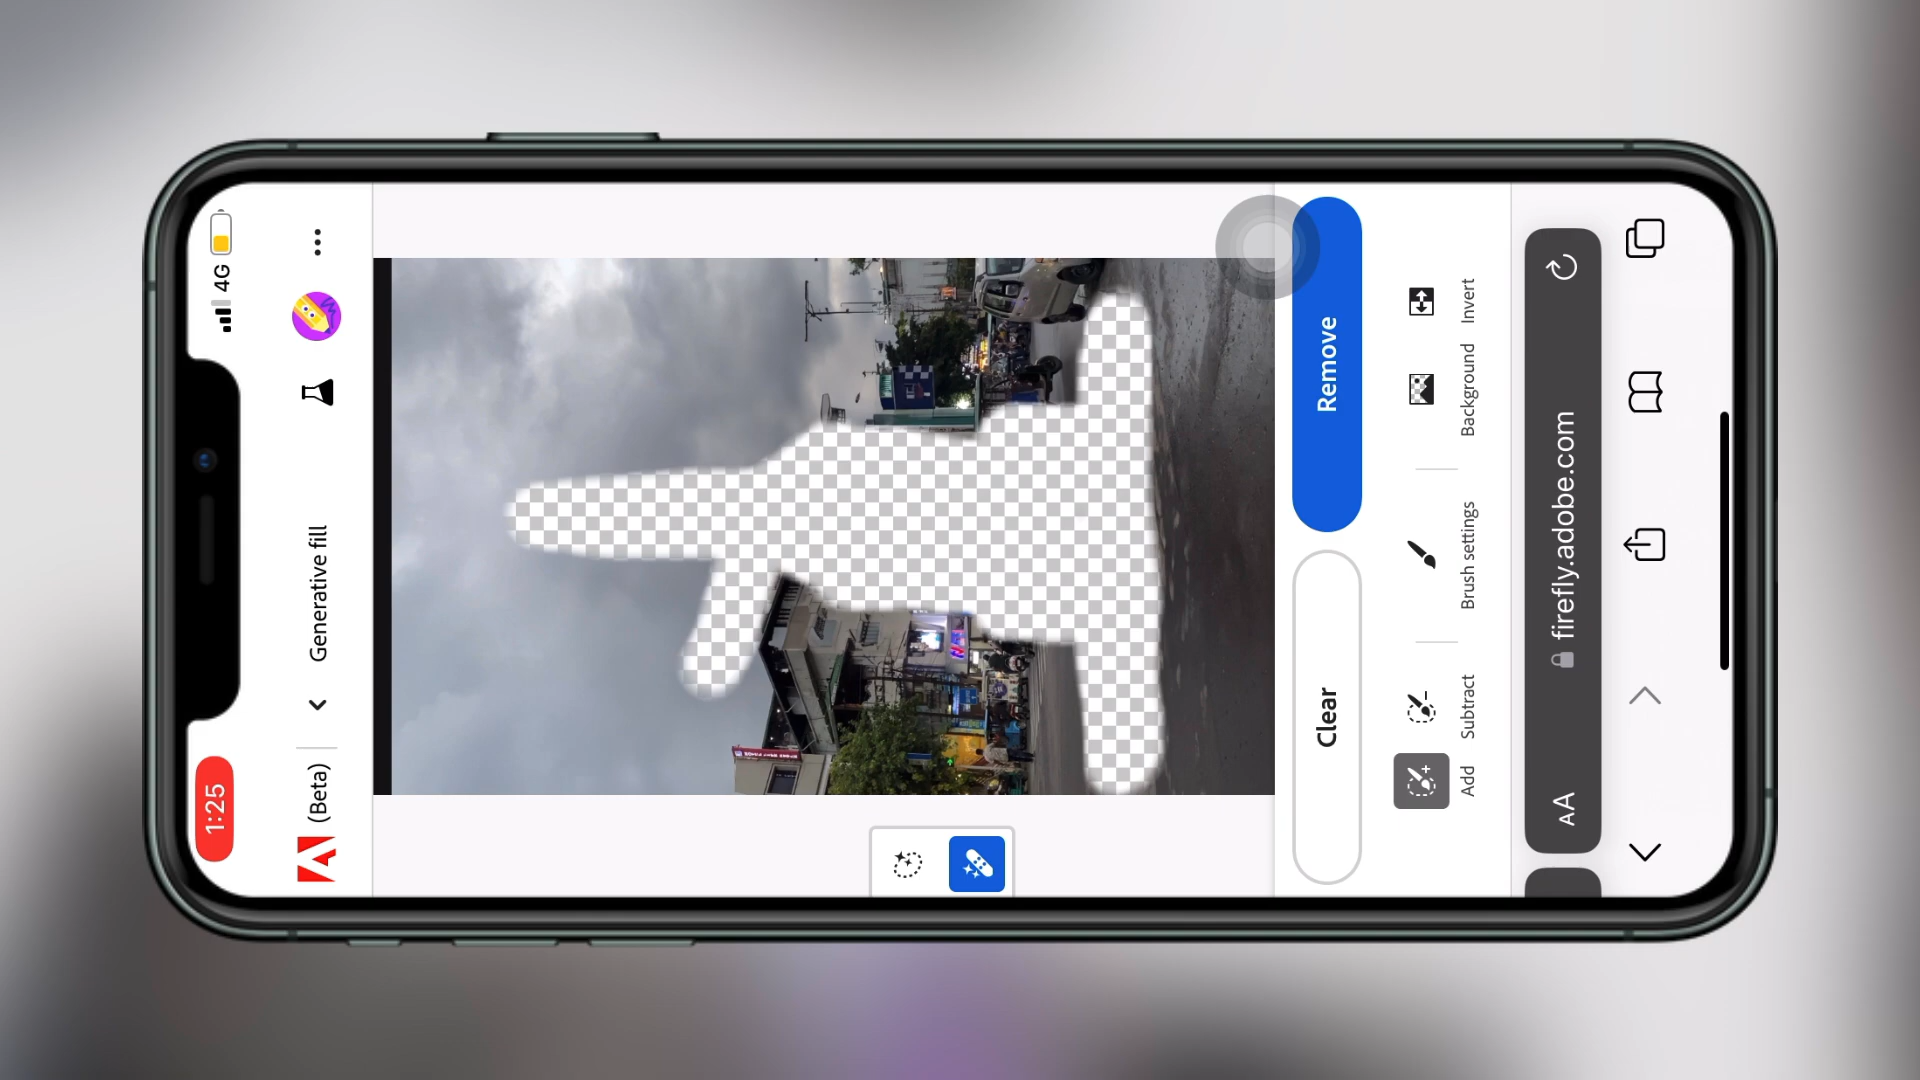 1:25
4G
(Beta)
Generative fill
Clear
Remove
Add
Subtract
Brush settings
Background
Invert
AA
firefly.adobe.com